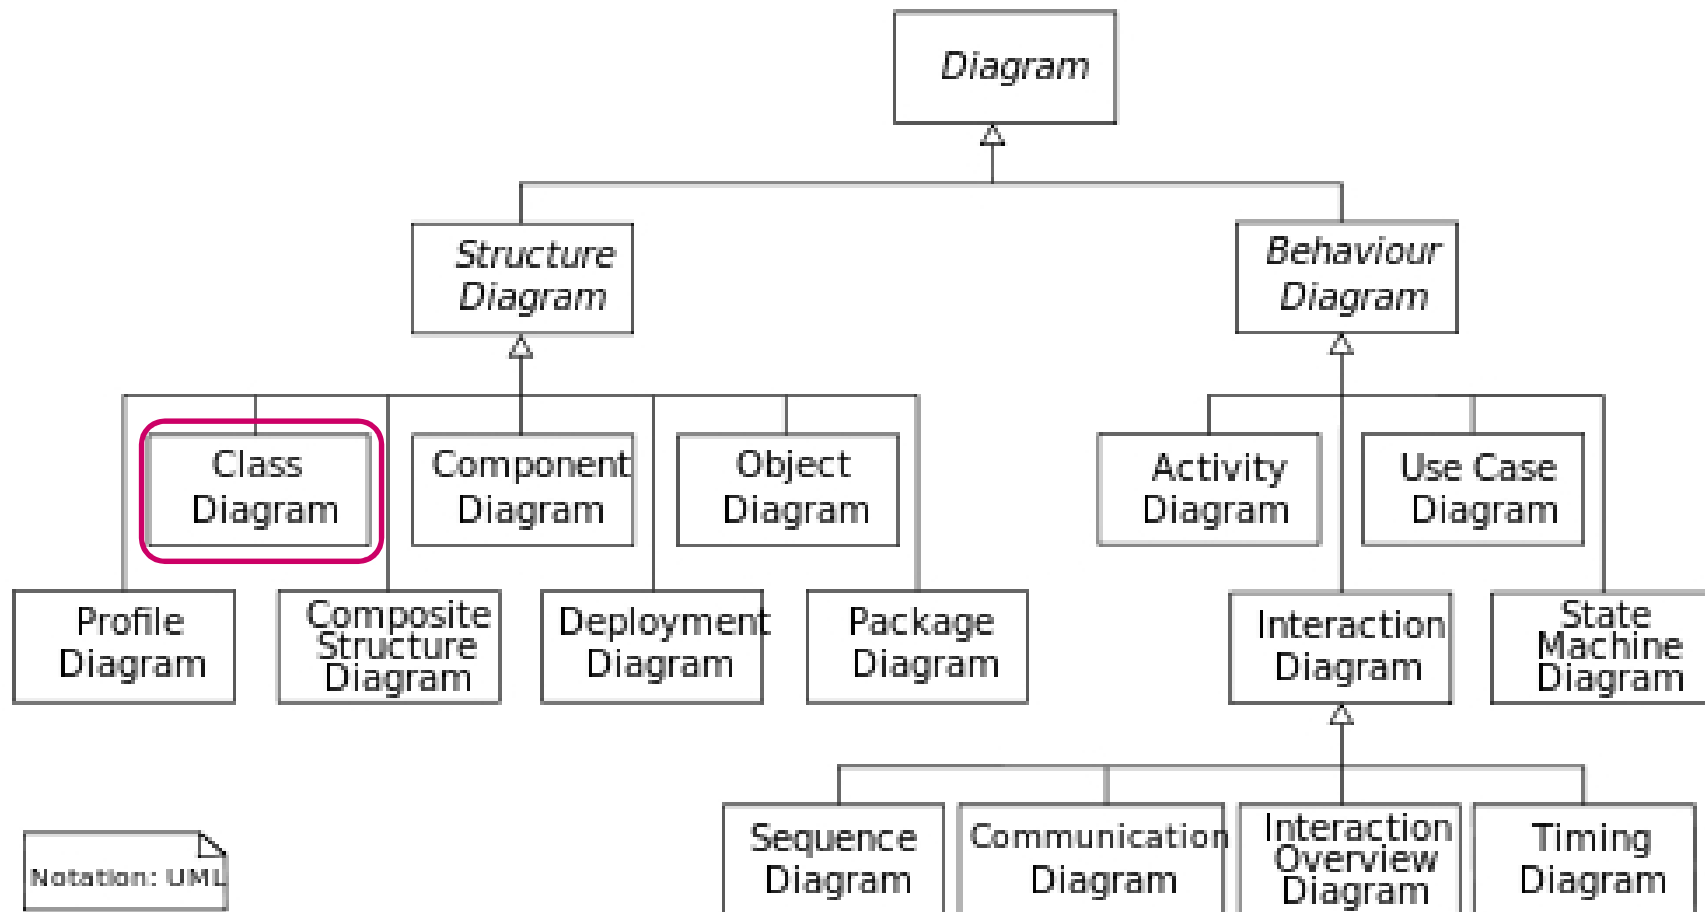 Diagram
Structure
Diagram
Behaviour
Diagram
Class
Diagram
Component
Diagram
Object
Diagram
Activity
Diagram
Use Case
Diagram
Profile
Diagram
Composite
Structure
Diagram
Deployment
Diagram
Package
Diagram
Interaction
Diagram
State
Machine
Diagram
Sequence
Diagram
Communication
Diagram
Interaction
Overview
Diagram
Timing
Diagram
Notation: UML